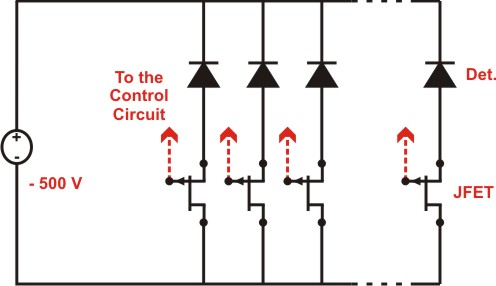 To the
Control
Circuit
Det.
+
-
- 500 V
JFET